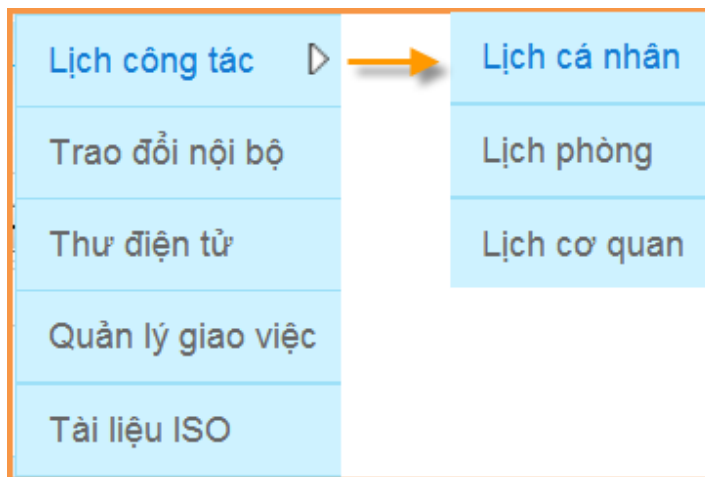 Lịch công tác
Trao đổi nội bộ
Thư điện tử
Quản lý giao việc
Tài liệu ISO
Lịch cá nhân
Lịch phòng
Lịch cơ quan